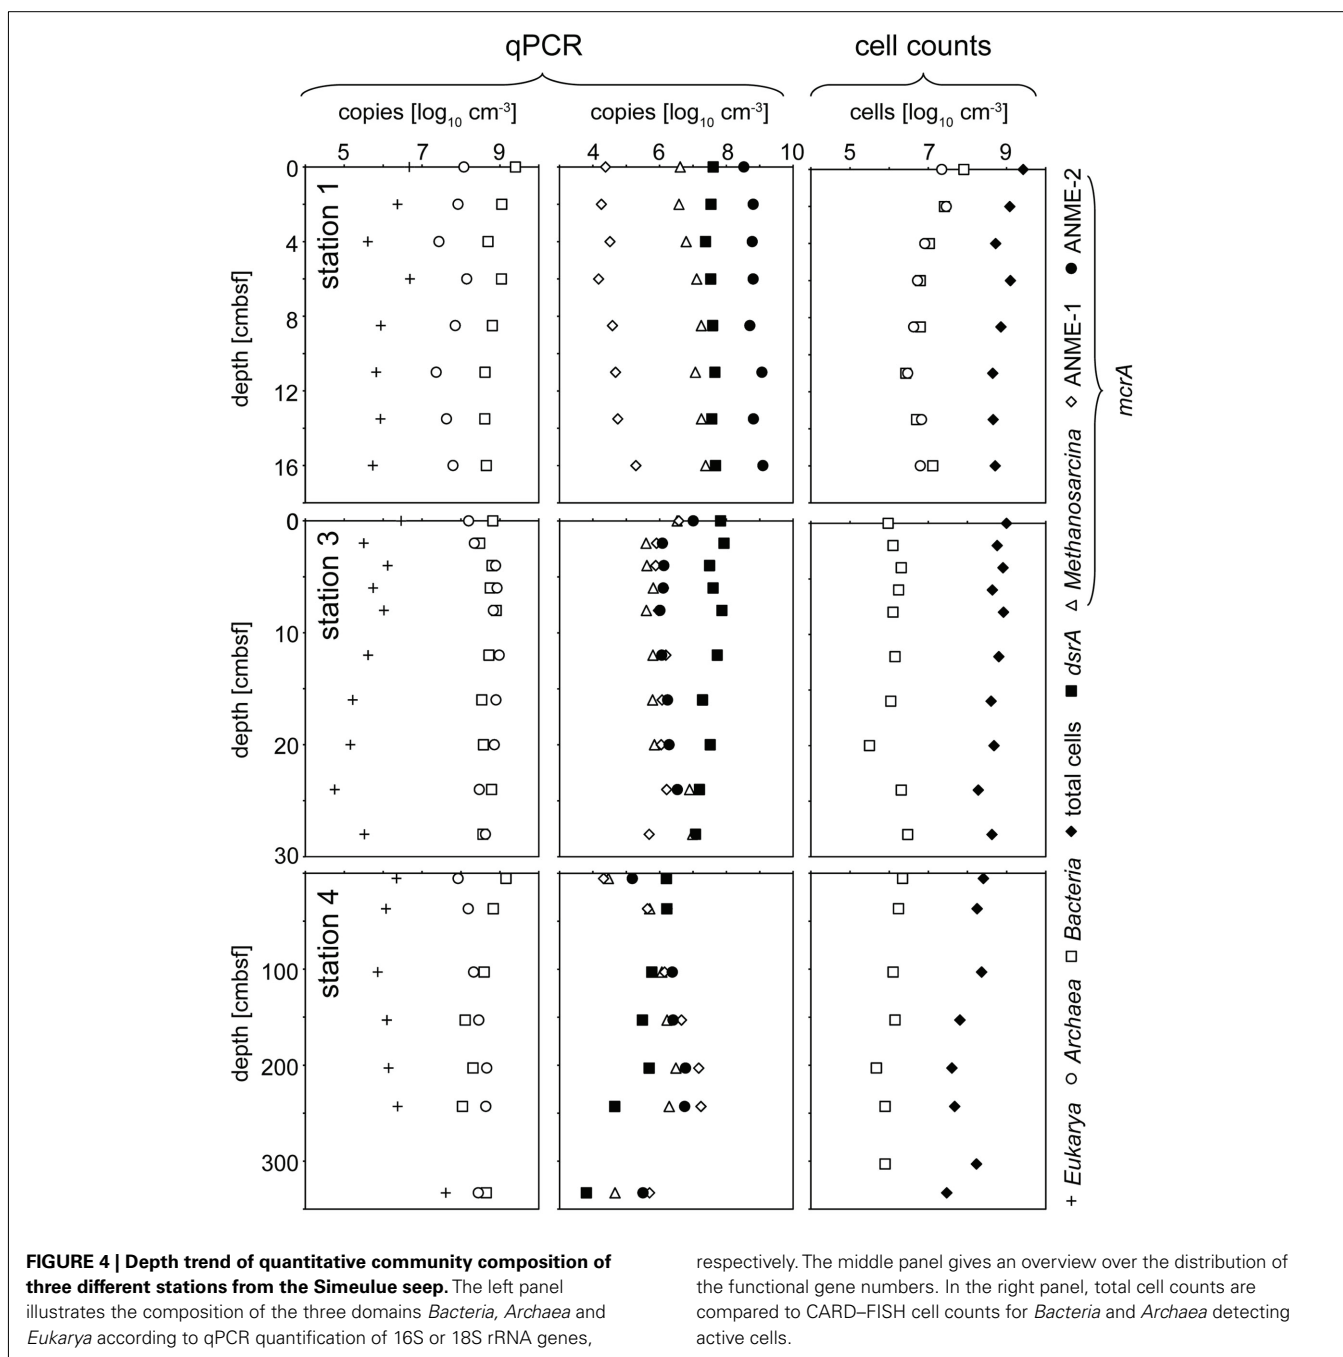 qPCR
cell counts
copies [log10 cm-3]
copies [log10 cm-3]
cells [log10 cm-3]
5 7 9
4 6 8 10
5 7 9
station 1
depth [cmbsf]
0
4
8
12
16
station 3
depth [cmbsf]
0
10
20
30
station 4
depth [cmbsf]
100
200
300
+ Eukarya ○ Archaea □ Bacteria ◆ total cells ■ dsrA △ Methanosarcina ◇ ANME-1 ● ANME-2
mcrA
FIGURE 4 | Depth trend of quantitative community composition of
three different stations from the Simeulue seep. The left panel
illustrates the composition of the three domains Bacteria, Archaea and
Eukarya according to qPCR quantification of 16S or 18S rRNA genes,
respectively. The middle panel gives an overview over the distribution of
the functional gene numbers. In the right panel, total cell counts are
compared to CARD–FISH cell counts for Bacteria and Archaea detecting
active cells.